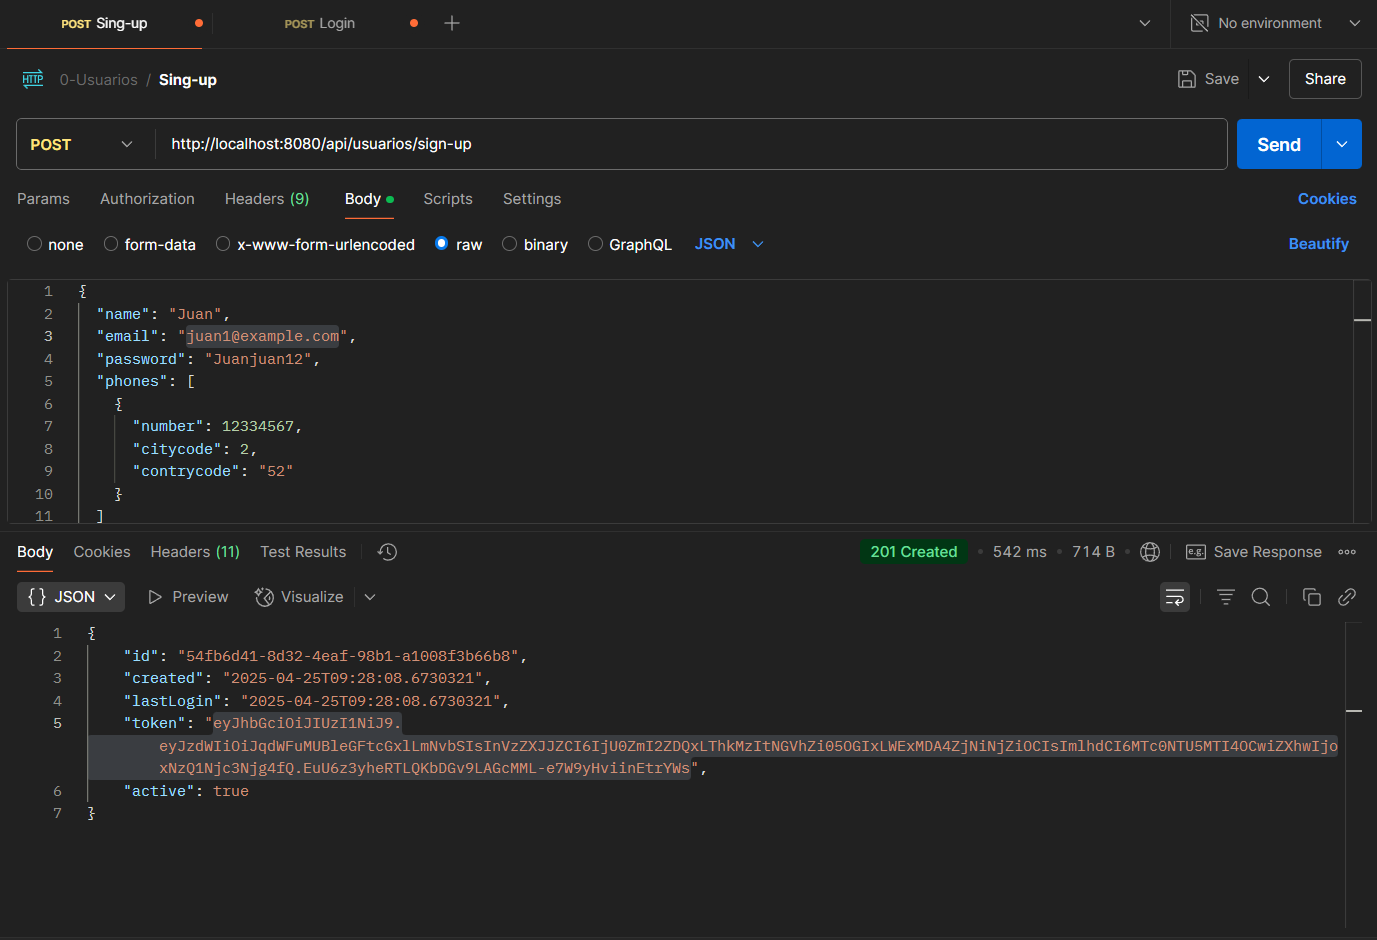 POST Sing-up
POST Login
No environment
HTTP
0-Usuarios / Sing-up
Save
Share
POST
http://localhost:8080/api/usuarios/sign-up
Send
Params Authorization Headers (9) Body Scripts Settings
Cookies
none form-data x-www-form-urlencoded raw binary GraphQL JSON
Beautify
1 {
2 "name": "Juan",
3 "email": "juan1@example.com",
4 "password": "Juanjuan12",
5 "phones": [
6 {
7 "number": 12334567,
8 "citycode": 2,
9 "contrycode": "52"
10 }
11 ]
Body Cookies Headers (11) Test Results
201 Created • 542 ms • 714 B •
e.g. Save Response
{} JSON Preview Visualize
1 {
2 "id": "54fb6d41-8d32-4eaf-98b1-a1008f3b66b8",
3 "created": "2025-04-25T09:28:08.6730321",
4 "lastLogin": "2025-04-25T09:28:08.6730321",
5 "token": "eyJhbGciOiJIUzI1NiJ9.
eyJzdWIiOiJqdWFuMUBleGFtcGxlLmNvbSIsInVzZXJJZCI6IjU0ZmI2ZDQxLThkMzItNGVhZi05OGIxLWExMDA4ZjNiNjZiOCIsImlhdCI6MTc0NTU5MTI4OCwiZXhwIjo
xNzQ1Njc3Njg4fQ.EuU6z3yheRTLQKbDGv9LAGcMML-e7W9yHviinEtrYWs",
6 "active": true
7 }